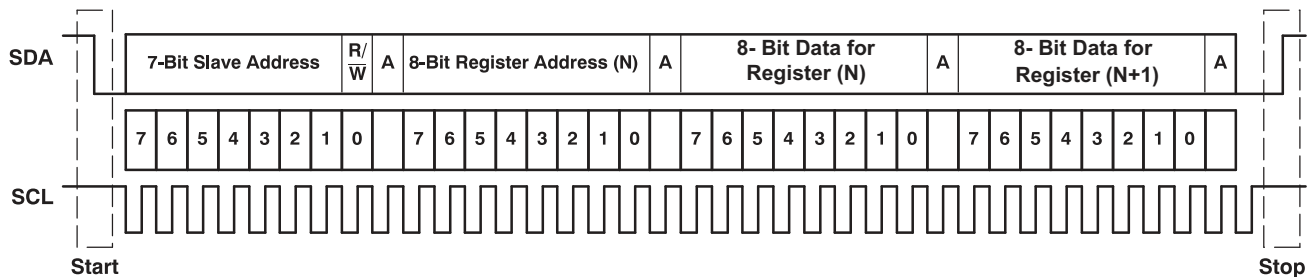 SDA
7-Bit Slave Address
R/
W
A
8-Bit Register Address (N)
A
8- Bit Data for
Register (N)
A
8- Bit Data for
Register (N+1)
A
7 6 5 4 3 2 1 0 7 6 5 4 3 2 1 0 7 6 5 4 3 2 1 0 7 6 5 4 3 2 1 0
SCL
Start
Stop